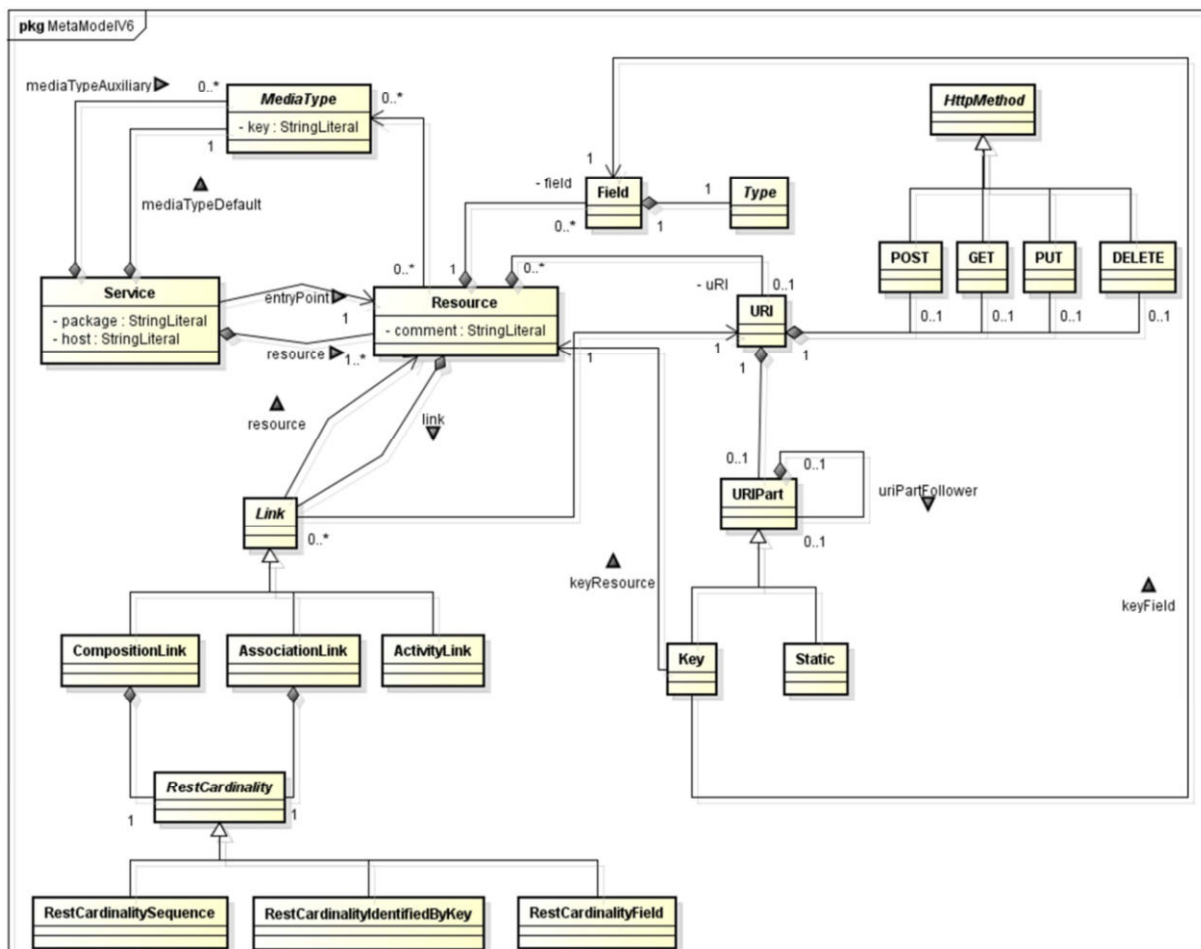 pkg MetaModelV6
mediaTypeAuxiliary
0..*
MediaType
- key : StringLiteral
1
0..*
mediaTypeDefault
HttpMethod
1
- field
Field
0..*
1
1
Type
POST
GET
PUT
DELETE
0..1
0..1
0..1
0..1
Service
- package : StringLiteral
- host : StringLiteral
entryPoint
1
resource
1..*
0..*
1
0..*
Resource
- comment : StringLiteral
1
- uRI
0..1
URI
1
1
1
resource
link
Link
0..*
0..1
0..1
URIPart
0..1
uriPartFollower
keyResource
keyField
CompositionLink
AssociationLink
ActivityLink
Key
Static
RestCardinality
1
1
RestCardinalitySequence
RestCardinalityIdentifiedByKey
RestCardinalityField